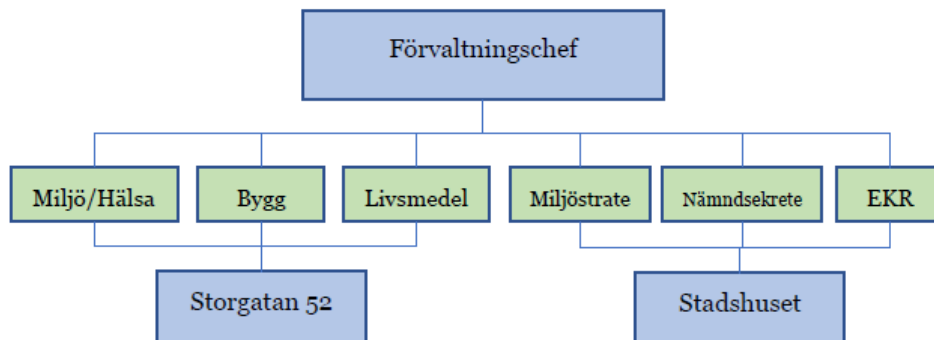 Förvaltningschef
Miljö/Hälsa
Bygg
Livsmedel
Miljöstrate
Nämndsekrete
EKR
Storgatan 52
Stadshuset